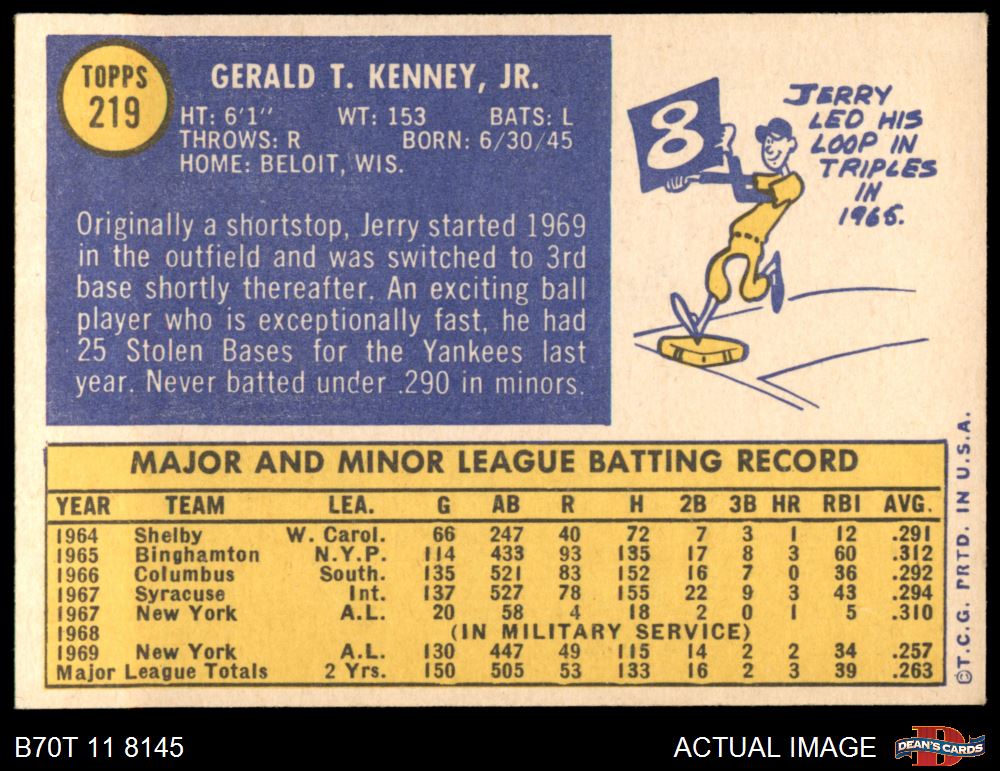 TOPPS
219
GERALD T. KENNEY, JR.
HT: 6'1" WT: 153 BATS: L
THROWS: R BORN: 6/30/45
HOME: BELOIT, WIS.
Originally a shortstop, Jerry started 1969
in the outfield and was switched to 3rd
base shortly thereafter. An exciting ball
player who is exceptionally fast, he had
25 Stolen Bases for the Yankees last
year. Never batted under .290 in minors.
8
JERRY
LED HIS
LOOP IN
TRIPLES
IN
1965.
MAJOR AND MINOR LEAGUE BATTING RECORD
YEAR TEAM LEA. G AB R H 2B 3B HR RBI AVG.
1964 Shelby W. Carol. 66 247 40 72 7 3 1 12 .291
1965 Binghamton N.Y.P. 114 433 93 135 17 8 3 60 .312
1966 Columbus South. 135 521 83 152 16 7 0 36 .292
1967 Syracuse Int. 137 527 78 155 22 9 3 43 .294
1967 New York A.L. 20 58 4 18 2 0 1 5 .310
1968 (IN MILITARY SERVICE)
1969 New York A.L. 130 447 49 115 14 2 2 34 .257
Major League Totals 2 Yrs. 150 505 53 133 16 2 3 39 .263
©T.C.G. PRTD. IN U.S.A.
B70T 11 8145
ACTUAL IMAGE
D
DEAN'S CARDS